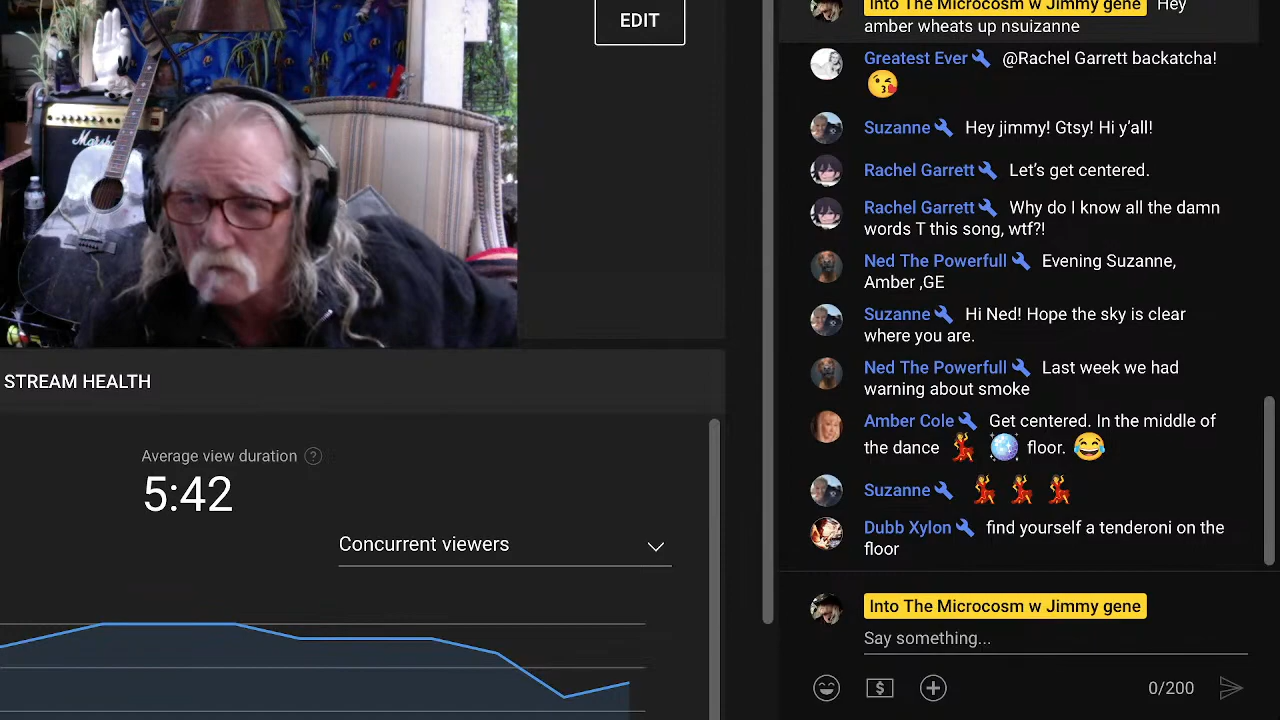 EDIT
Marshall
STREAM HEALTH
Average view duration ?
5:42
Concurrent viewers
Into The Microcosm w Jimmy gene Hey
amber wheats up nsuizanne
Greatest Ever @Rachel Garrett backatcha!
😘
Suzanne Hey jimmy! Gtsy! Hi y’all!
Rachel Garrett Let’s get centered.
Rachel Garrett Why do I know all the damn
words T this song, wtf?!
Ned The Powerfull Evening Suzanne,
Amber ,GE
Suzanne Hi Ned! Hope the sky is clear
where you are.
Ned The Powerfull Last week we had
warning about smoke
Amber Cole Get centered. In the middle of
the dance 💃 🪩 floor. 😂
Suzanne 💃 💃 💃
Dubb Xylon find yourself a tenderoni on the
floor
Into The Microcosm w Jimmy gene
Say something...
$ 0/200